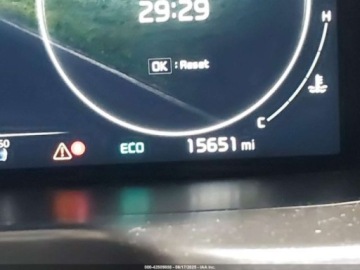 29:29
OK : Reset
H
C
ECO
15651 mi